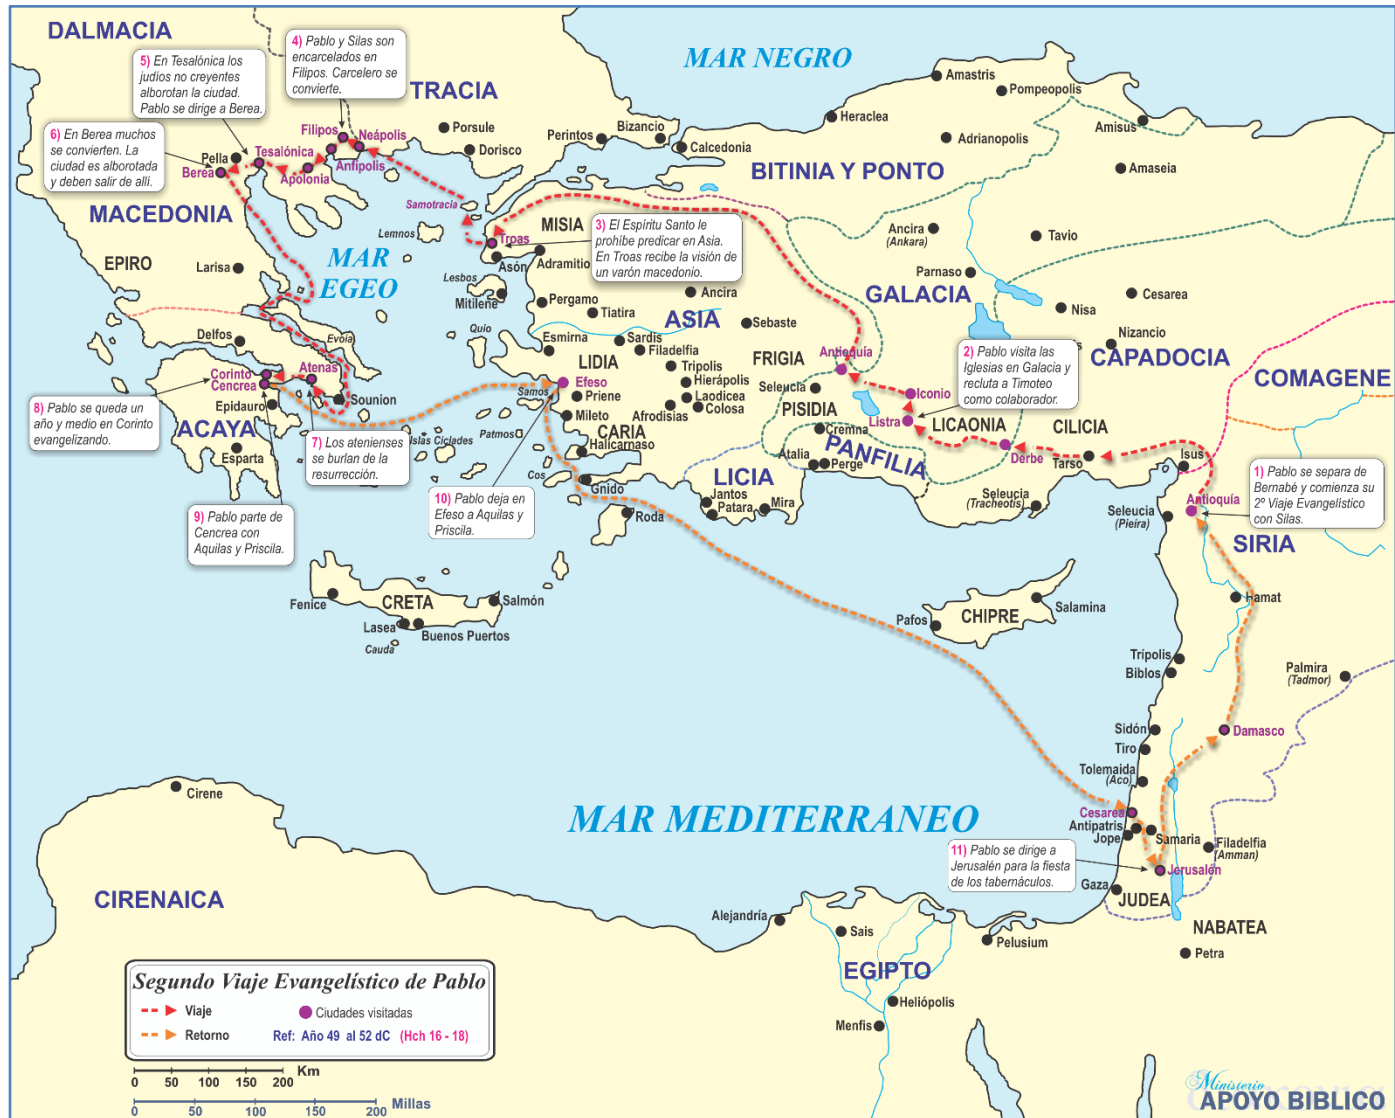 DALMACIA
MAR NEGRO
4) Pablo y Silas son
encarcelados en
Filipos. Carcelero se
convierte.
5) En Tesalónica los
judios no creyentes
alborotan la ciudad.
Pablo se dirige a Berea.
6) En Berea muchos
se convierten. La
ciudad es alborotada
y deben salir de allí.
TRACIA
Amastris
Pompeopolis
Heraclea
Amisus
Adrianopolis
Amaseia
Porsule
Dorisco
Perintos
Bizancio
Calcedonia
BITINIA Y PONTO
Filipos
Neápolis
Anfípolis
Tesalónica
Apolonia
Pella
Berea
MACEDONIA
Samotracia
Lemnos
MISIA
Troas
Asón
Adramitio
3) El Espíritu Santo le
prohibe predicar en Asia.
En Troas recibe la visión de
un varón macedonio.
Ancira
(Ankara)
Tavio
Parnaso
EPIRO
Larisa
MAR
EGEO
Lesbos
Mitilene
Pergamo
Tiatira
Ancira
ASIA
Sebaste
GALACIA
Nisa
Cesarea
Nizancio
CAPADOCIA
COMAGENE
Delfos
Evóia
Quío
Esmirna
Sardis
Filadelfia
LIDIA
Tripolis
Hierápolis
Laodicea
Colosa
Afrodisias
FRIGIA
Antioquía
Seleucia
PISIDIA
2) Pablo visita las
Iglesias en Galacia y
recluta a Timoteo
como colaborador.
Iconio
Listra
LICAONIA
CILICIA
Corinto
Cencrea
Atenas
Sounion
Epidauro
ACAYA
Esparta
8) Pablo se queda un
año y medio en Corinto
evangelizando.
7) Los atenienses
se burlan de la
resurrección.
9) Pablo parte de
Cencrea con
Aquilas y Priscila.
Islas Ciclades
Samos
Efeso
Priene
Mileto
Patmos
CARIA
Halicarnaso
Cos
Gnido
Roda
10) Pablo deja en
Efeso a Aquilas y
Priscila.
Cremna
Atalia
Perge
PANFILIA
LICIA
Jantos
Patara
Mira
Derbe
Tarso
Seleucia
(Tracheotis)
Isus
Antioquía
Seleucia
(Pieira)
1) Pablo se separa de
Bernabé y comienza su
2º Viaje Evangelístico
con Silas.
SIRIA
Hamat
Fenice
CRETA
Salmón
Lasea
Buenos Puertos
Cauda
CHIPRE
Pafos
Salamina
Trípolis
Biblos
Palmira
(Tadmor)
Sidón
Tiro
Damasco
Tolemaida
(Aco)
Cesarea
Antipatris
Jope
Samaria
Filadelfia
(Amman)
Jerusalén
11) Pablo se dirige a
Jerusalén para la fiesta
de los tabernáculos.
Gaza
JUDEA
NABATEA
Petra
Cirene
MAR MEDITERRANEO
CIRENAICA
Alejandría
Sais
Pelusium
EGIPTO
Heliópolis
Menfis
Segundo Viaje Evangelístico de Pablo
Viaje
Ciudades visitadas
Retorno
Ref: Año 49 al 52 dC (Hch 16 - 18)
Km
0 50 100 150 200
0 50 100 150 200 Millas
Ministerio
APOYO BIBLICO